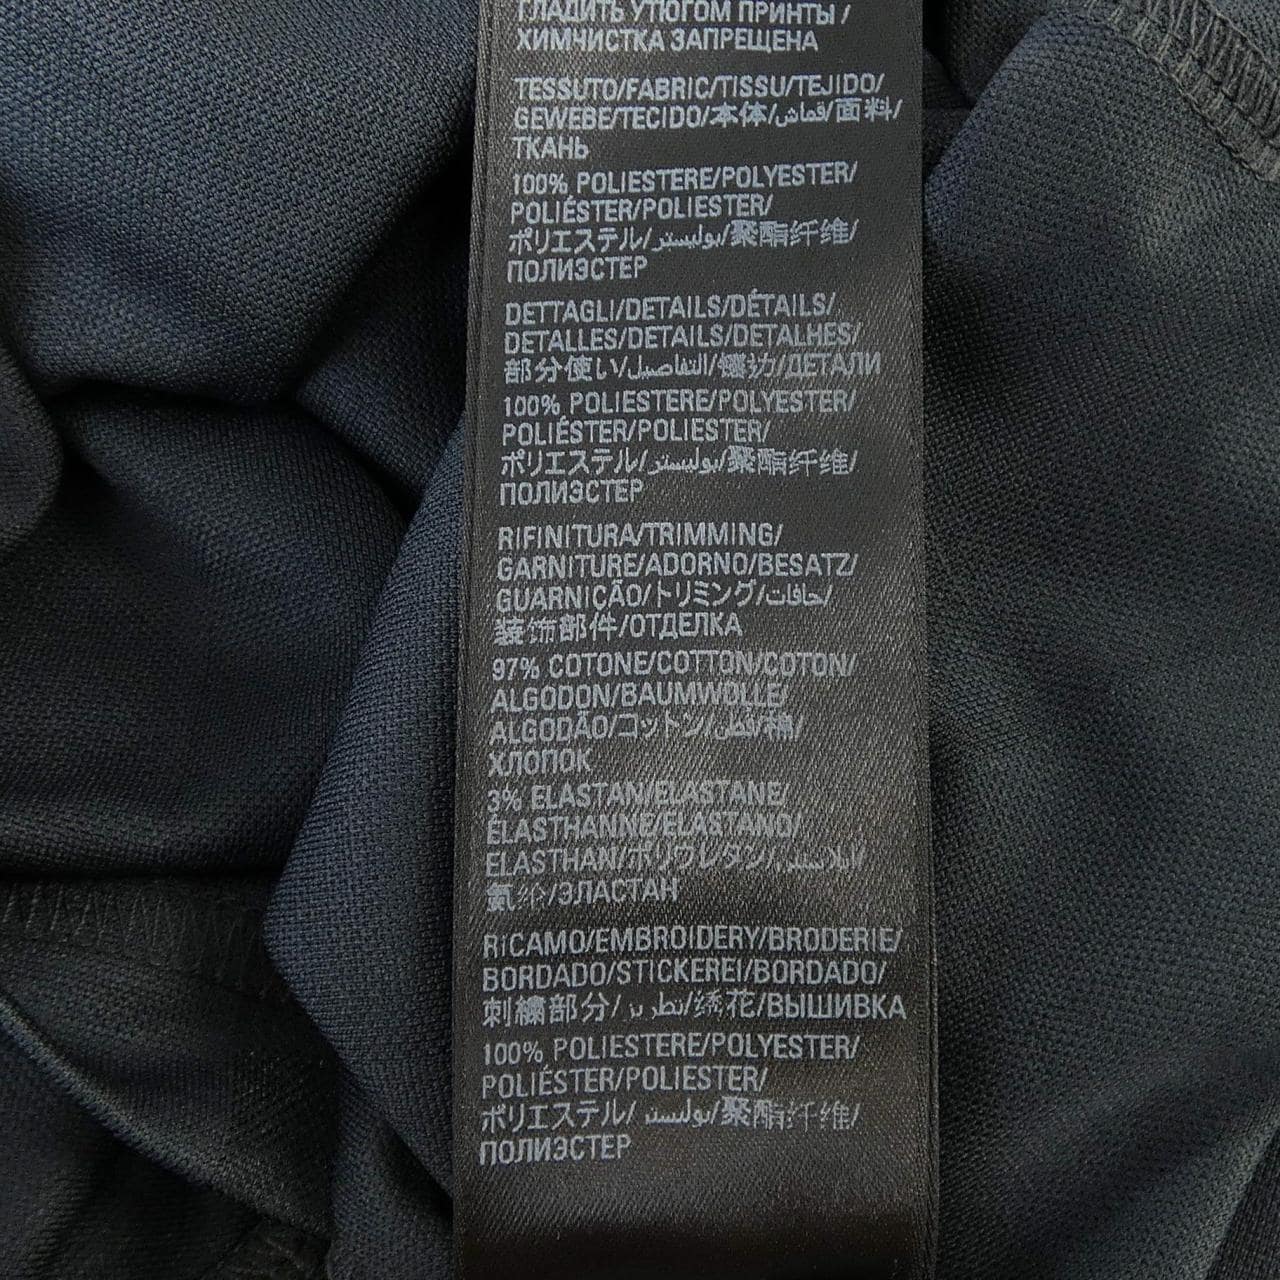 ГЛАДИТЬ УТЮГОМ ПРИНТЫ /
ХИМЧИСТКА ЗАПРЕЩЕНА
TESSUTO/FABRIC/TISSU/TEJIDO/
GEWEBE/TECIDO/本体/قماش/面料/
ТКАНЬ
100% POLIESTERE/POLYESTER/
POLIÉSTER/POLIESTER/
ポリエステル/بوليستر/聚酯纤维/
ПОЛИЭСТЕР
DETTAGLI/DETAILS/DÉTAILS/
DETALLES/DETAILS/DETALHES/
部分使い/التفاصيل/ДЕТАЛИ
100% POLIESTERE/POLYESTER/
POLIÉSTER/POLIESTER/
ポリエステル/بوليستر/聚酯纤维/
ПОЛИЭСТЕР
RIFINITURA/TRIMMING/
GARNITURE/ADORNO/BESATZ/
GUARNIÇÃO/トリミング/حافات/
装饰部件/ОТДЕЛКА
97% COTONE/COTTON/COTON/
ALGODON/BAUMWOLLE/
ALGODÃO/コットン/قطن/棉/
ХЛОПОК
3% ELASTAN/ELASTANE/
ÉLASTHANNE/ELASTANO/
ELASTHAN/ポリウレタン/
氨纶/ЭЛАСТАН
RICAMO/EMBROIDERY/BRODERIE/
BORDADO/STICKEREI/BORDADO/
刺繍部分/تطريز/绣花/ВЫШИВКА
100% POLIESTERE/POLYESTER/
POLIÉSTER/POLIESTER/
ポリエステル/بوليستر/聚酯纤维/
ПОЛИЭСТЕР